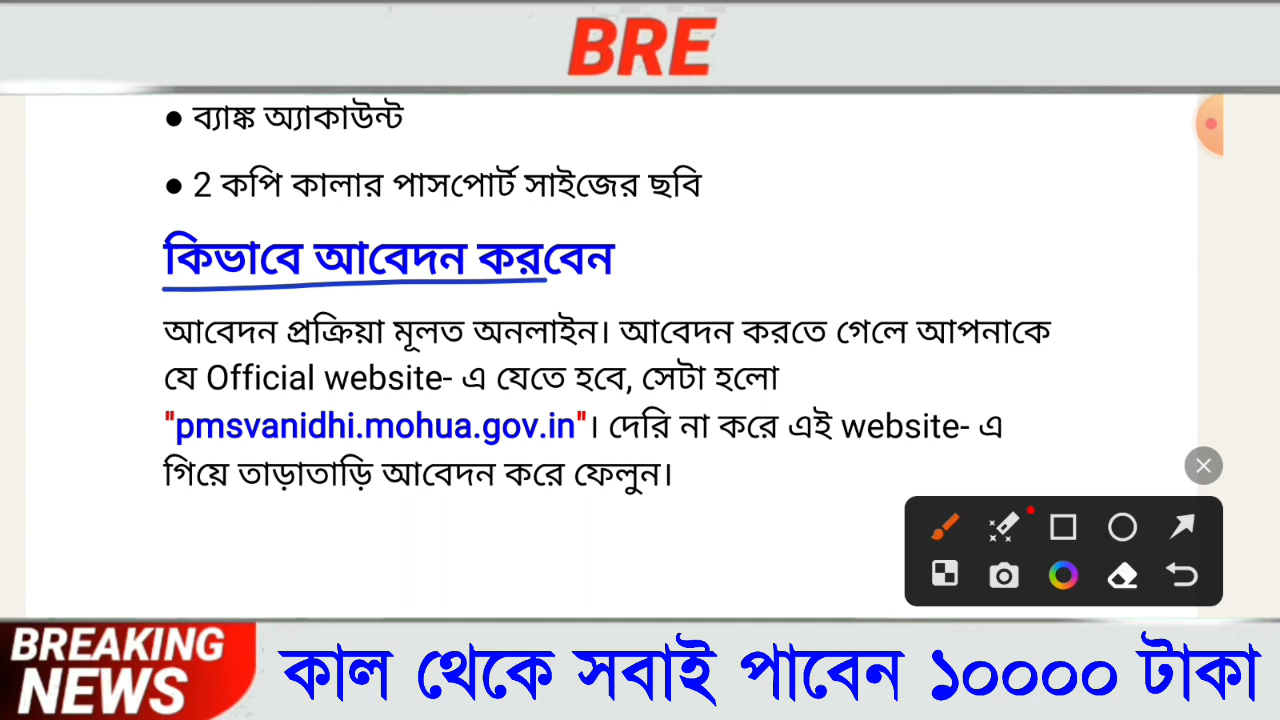 BRE
● ব্যাঙ্ক অ্যাকাউন্ট
● 2 কপি কালার পাসপোর্ট সাইজের ছবি
কিভাবে আবেদন করবেন
আবেদন প্রক্রিয়া মূলত অনলাইন। আবেদন করতে গেলে আপনাকে
যে Official website- এ যেতে হবে, সেটা হলো
"pmsvanidhi.mohua.gov.in"। দেরি না করে এই website- এ
গিয়ে তাড়াতাড়ি আবেদন করে ফেলুন।
BREAKING
NEWS
কাল থেকে সবাই পাবেন ১০০০০ টাকা